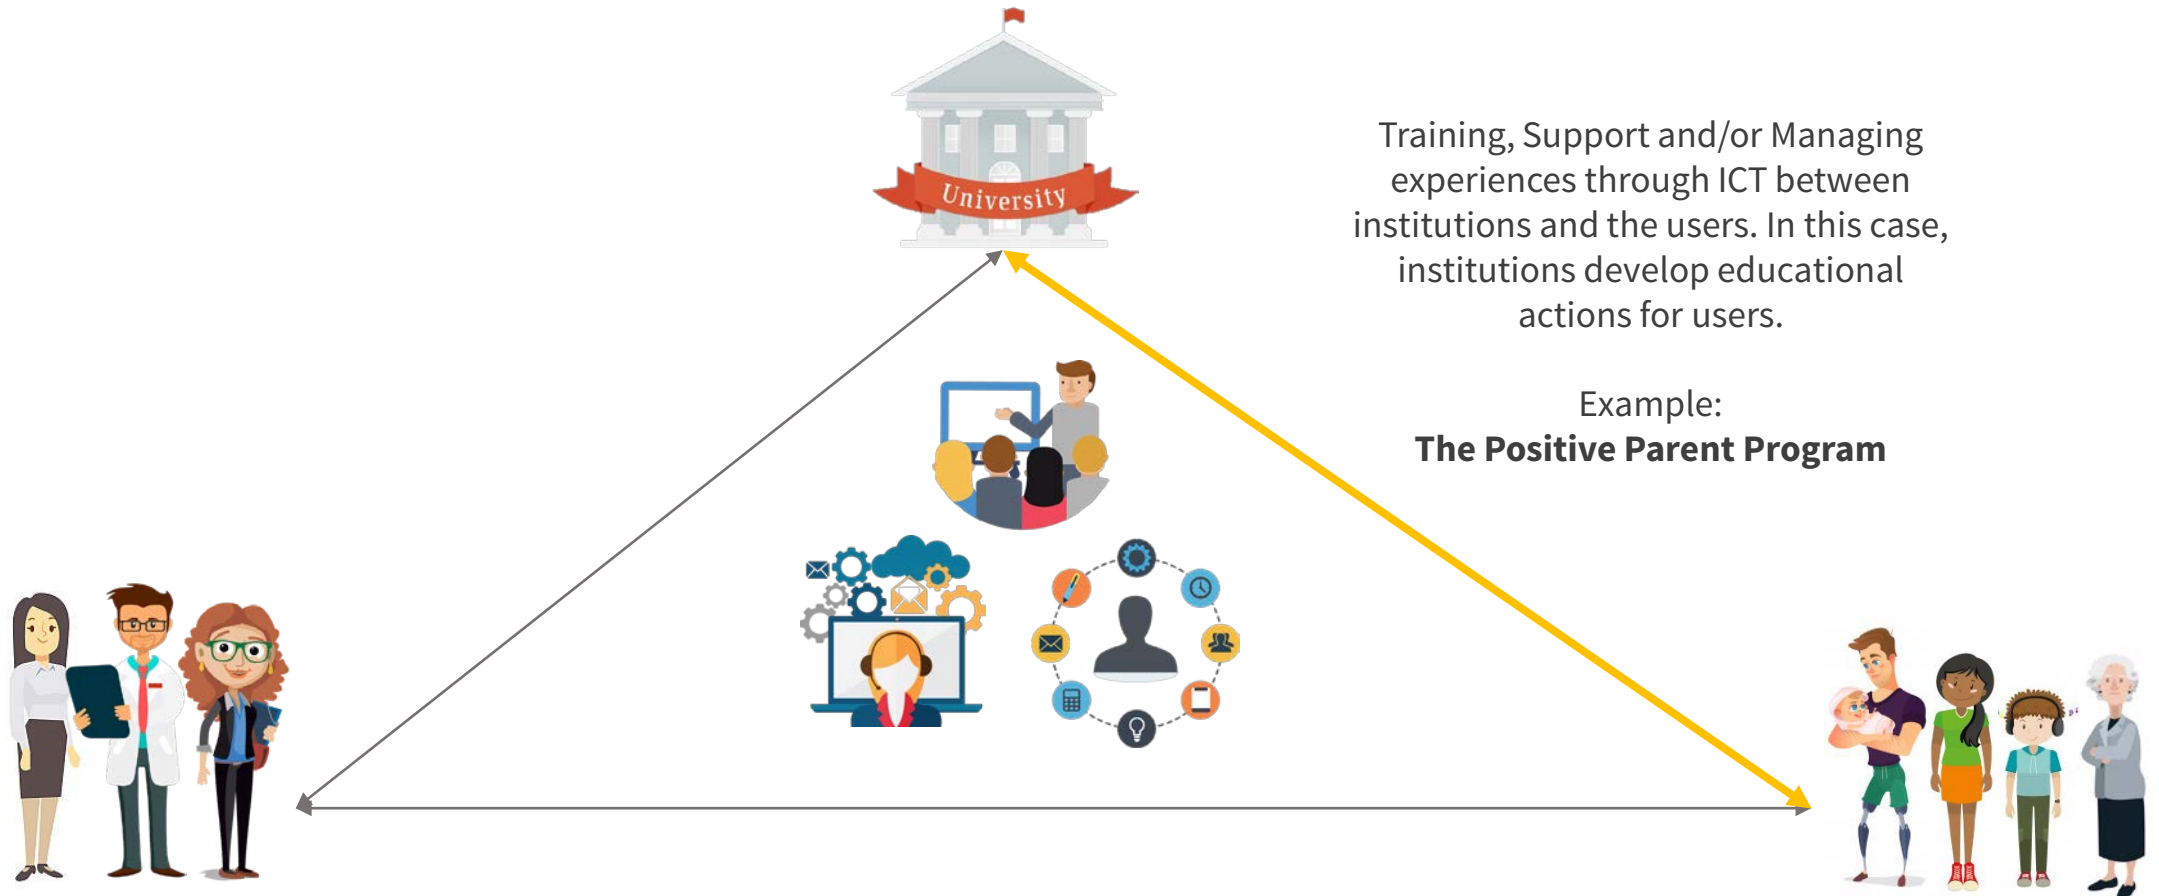 University
Training, Support and/or Managing
experiences through ICT between
institutions and the users. In this case,
institutions develop educational
actions for users.
Example:
The Positive Parent Program